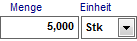 Menge Einheit
5,000 Stk